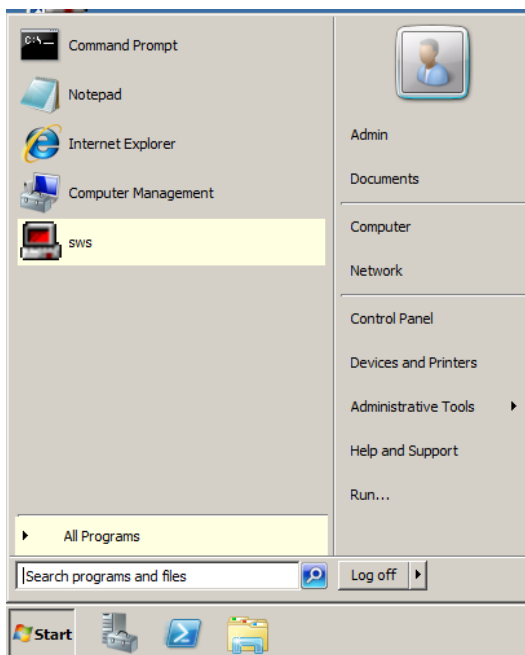 C:\
Command Prompt
Notepad
Internet Explorer
Computer Management
sws
All Programs
Search programs and files
Admin
Documents
Computer
Network
Control Panel
Devices and Printers
Administrative Tools
Help and Support
Run...
Log off
Start